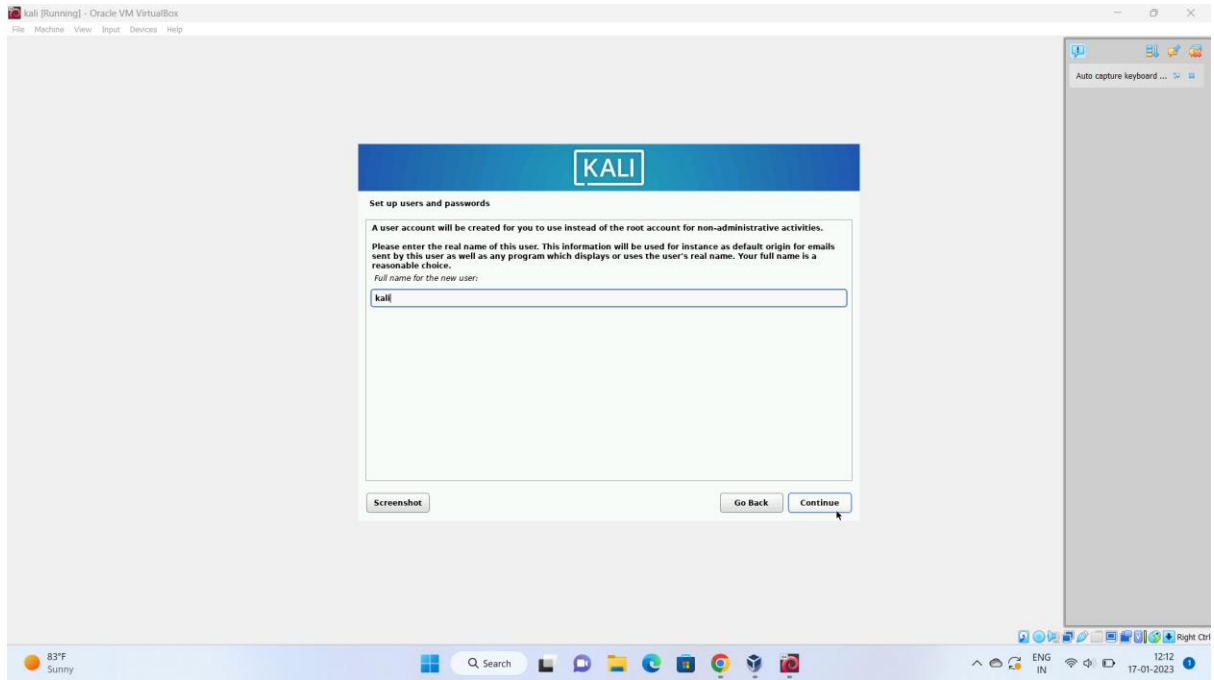 kali [Running] - Oracle VM VirtualBox
File Machine View Input Devices Help
Auto capture keyboard ...
KALI
Set up users and passwords
A user account will be created for you to use instead of the root account for non-administrative activities.
Please enter the real name of this user. This information will be used for instance as default origin for emails
sent by this user as well as any program which displays or uses the user's real name. Your full name is a
reasonable choice.
Full name for the new user:
kali
Screenshot
Go Back
Continue
Right Ctrl
83°F
Sunny
Search
ENG
IN
12:12
17-01-2023
1